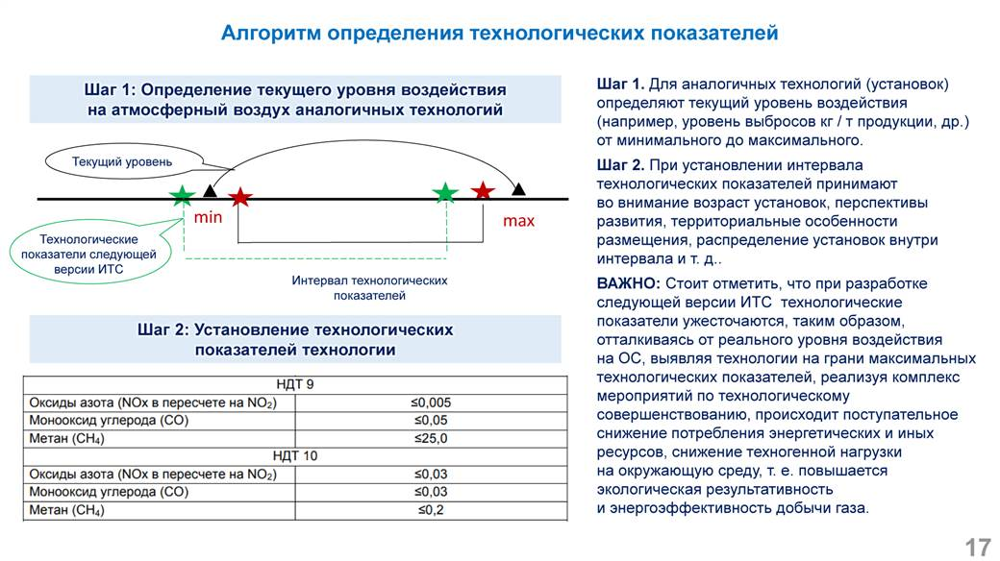 Алгоритм определения технологических показателей
Шаг 1: Определение текущего уровня воздействия
на атмосферный воздух аналогичных технологий
Текущий уровень
min
max
Технологические
показатели следующей
версии ИТС
Интервал технологических
показателей
Шаг 2: Установление технологических
показателей технологии
НДТ 9
Оксиды азота (NOx в пересчете на NO₂) ≤0,005
Монооксид углерода (CO) ≤0,05
Метан (CH₄) ≤25,0
НДТ 10
Оксиды азота (NOx в пересчете на NO₂) ≤0,03
Монооксид углерода (CO) ≤0,03
Метан (CH₄) ≤0,2
Шаг 1. Для аналогичных технологий (установок)
определяют текущий уровень воздействия
(например, уровень выбросов кг / т продукции, др.)
от минимального до максимального.
Шаг 2. При установлении интервала
технологических показателей принимают
во внимание возраст установок, перспективы
развития, территориальные особенности
размещения, распределение установок внутри
интервала и т. д..
ВАЖНО: Стоит отметить, что при разработке
следующей версии ИТС технологические
показатели ужесточаются, таким образом,
отталкиваясь от реального уровня воздействия
на ОС, выявляя технологии на грани максимальных
технологических показателей, реализуя комплекс
мероприятий по технологическому
совершенствованию, происходит поступательное
снижение потребления энергетических и иных
ресурсов, снижение техногенной нагрузки
на окружающую среду, т. е. повышается
экологическая результативность
и энергоэффективность добычи газа.
17